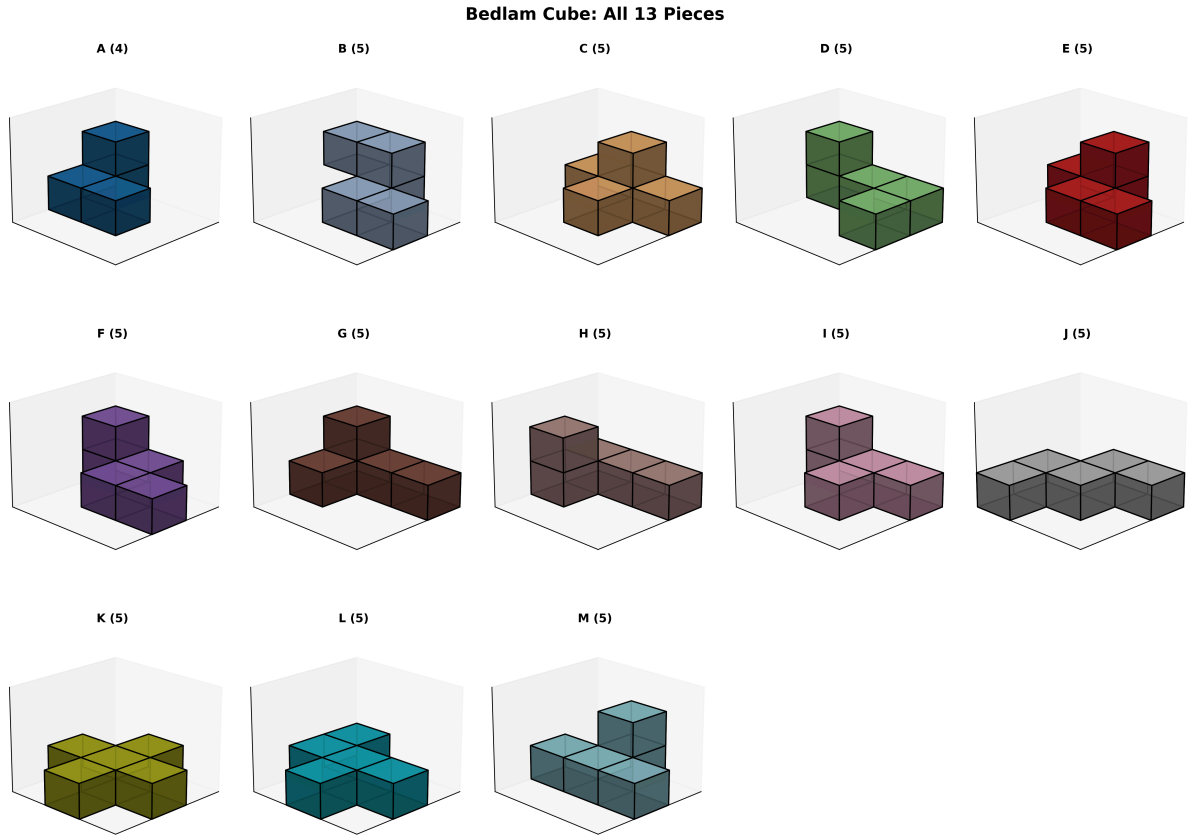 Bedlam Cube: All 13 Pieces
A (4)
B (5)
C (5)
D (5)
E (5)
F (5)
G (5)
H (5)
I (5)
J (5)
K (5)
L (5)
M (5)